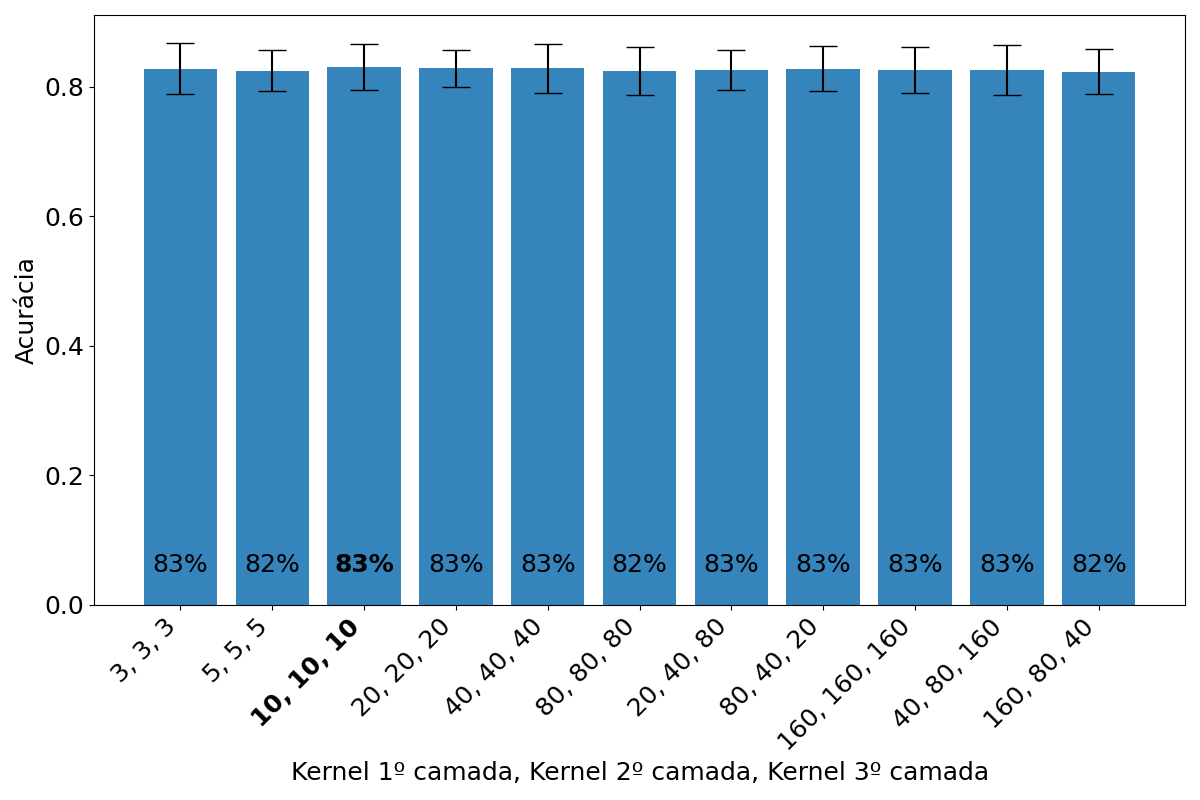 Acurácia
0.8
0.6
0.4
0.2
0.0
83% 82% 83% 83% 83% 82% 83% 83% 83% 83% 82%
3, 3, 3
5, 5, 5
10, 10, 10
20, 20, 20
40, 40, 40
80, 80, 80
20, 40, 80
80, 40, 20
160, 160, 160
40, 80, 160
160, 80, 40
Kernel 1º camada, Kernel 2º camada, Kernel 3º camada